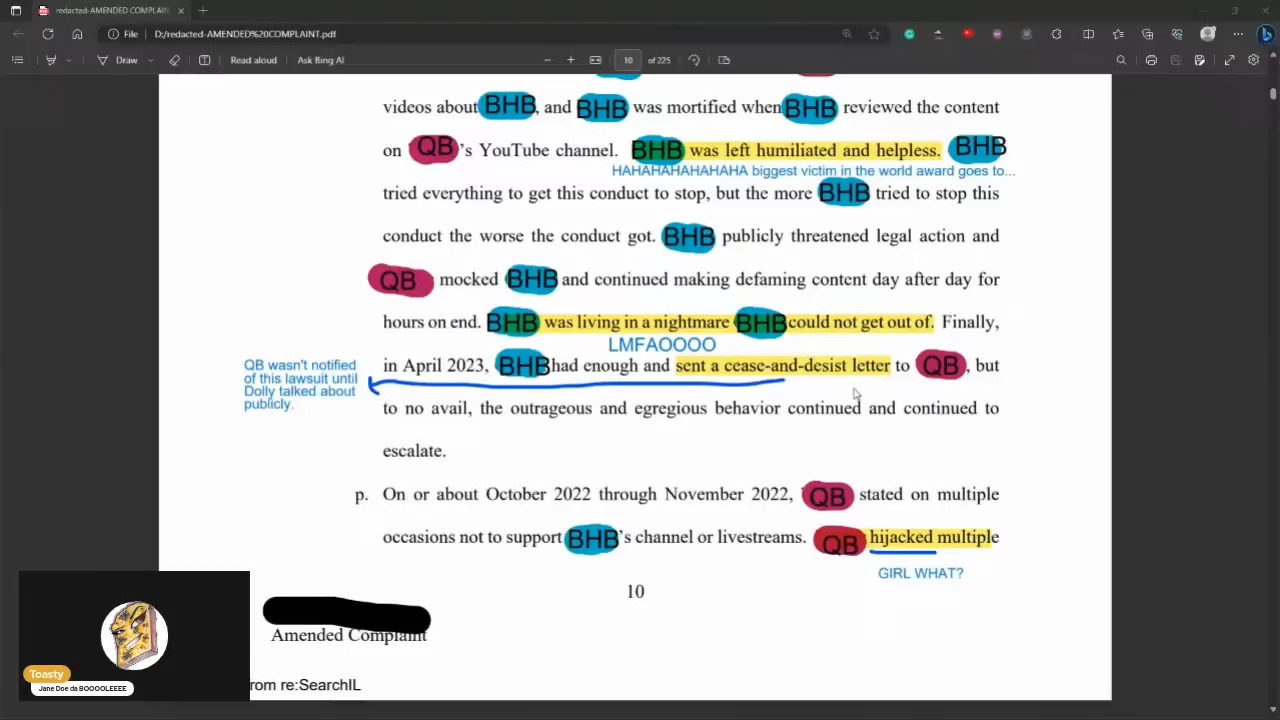 redacted-AMENDED COMPLAINT.
File D:/redacted-AMENDED%20COMPLAINT.pdf
Draw Read aloud Ask Bing AI 10 of 225
videos about BHB, and BHB was mortified when BHB reviewed the content
on QB's YouTube channel. BHB was left humiliated and helpless. BHB
HAHAHAHAHAHAHA biggest victim in the world award goes to...
tried everything to get this conduct to stop, but the more BHB tried to stop this
conduct the worse the conduct got. BHB publicly threatened legal action and
QB mocked BHB and continued making defaming content day after day for
hours on end. BHB was living in a nightmare BHB could not get out of. Finally,
LMFAOOOO
in April 2023, BHB had enough and sent a cease-and-desist letter to QB, but
QB wasn't notified
of this lawsuit until
Dolly talked about
publicly.
to no avail, the outrageous and egregious behavior continued and continued to
escalate.
p. On or about October 2022 through November 2022, QB stated on multiple
occasions not to support BHB's channel or livestreams. QB hijacked multiple
GIRL WHAT?
10
Amended Complaint
Toasty
Jane Doe da BOOOOLEEEE
rom re:SearchIL